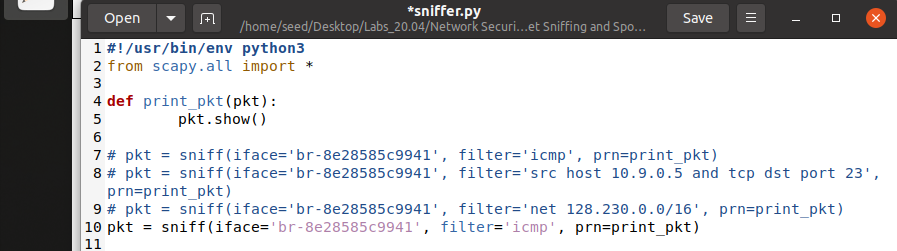 Open
*sniffer.py
/home/seed/Desktop/Labs_20.04/Network Securi...et Sniffing and Spo...
Save
1 #!/usr/bin/env python3
2 from scapy.all import *
3
4 def print_pkt(pkt):
5         pkt.show()
6
7 # pkt = sniff(iface='br-8e28585c9941', filter='icmp', prn=print_pkt)
8 # pkt = sniff(iface='br-8e28585c9941', filter='src host 10.9.0.5 and tcp dst port 23',
prn=print_pkt)
9 # pkt = sniff(iface='br-8e28585c9941', filter='net 128.230.0.0/16', prn=print_pkt)
10 pkt = sniff(iface='br-8e28585c9941', filter='icmp', prn=print_pkt)
11